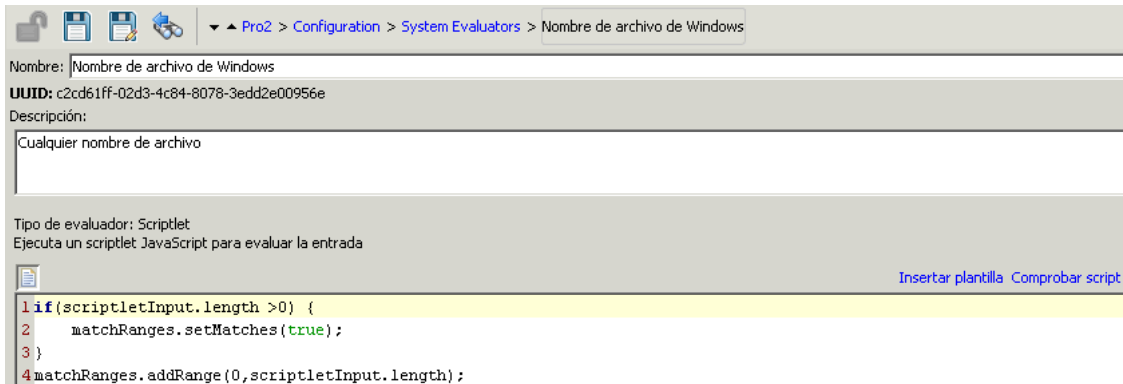 Pro2 > Configuration > System Evaluators > Nombre de archivo de Windows
Nombre: Nombre de archivo de Windows
UUID: c2cd61ff-02d3-4c84-8078-3edd2e00956e
Descripción:
Cualquier nombre de archivo
Tipo de evaluador: Scriptlet
Ejecuta un scriptlet JavaScript para evaluar la entrada
Insertar plantilla Comprobar script
1 if(scriptletInput.length >0) {
2 matchRanges.setMatches(true);
3 }
4 matchRanges.addRange(0,scriptletInput.length);